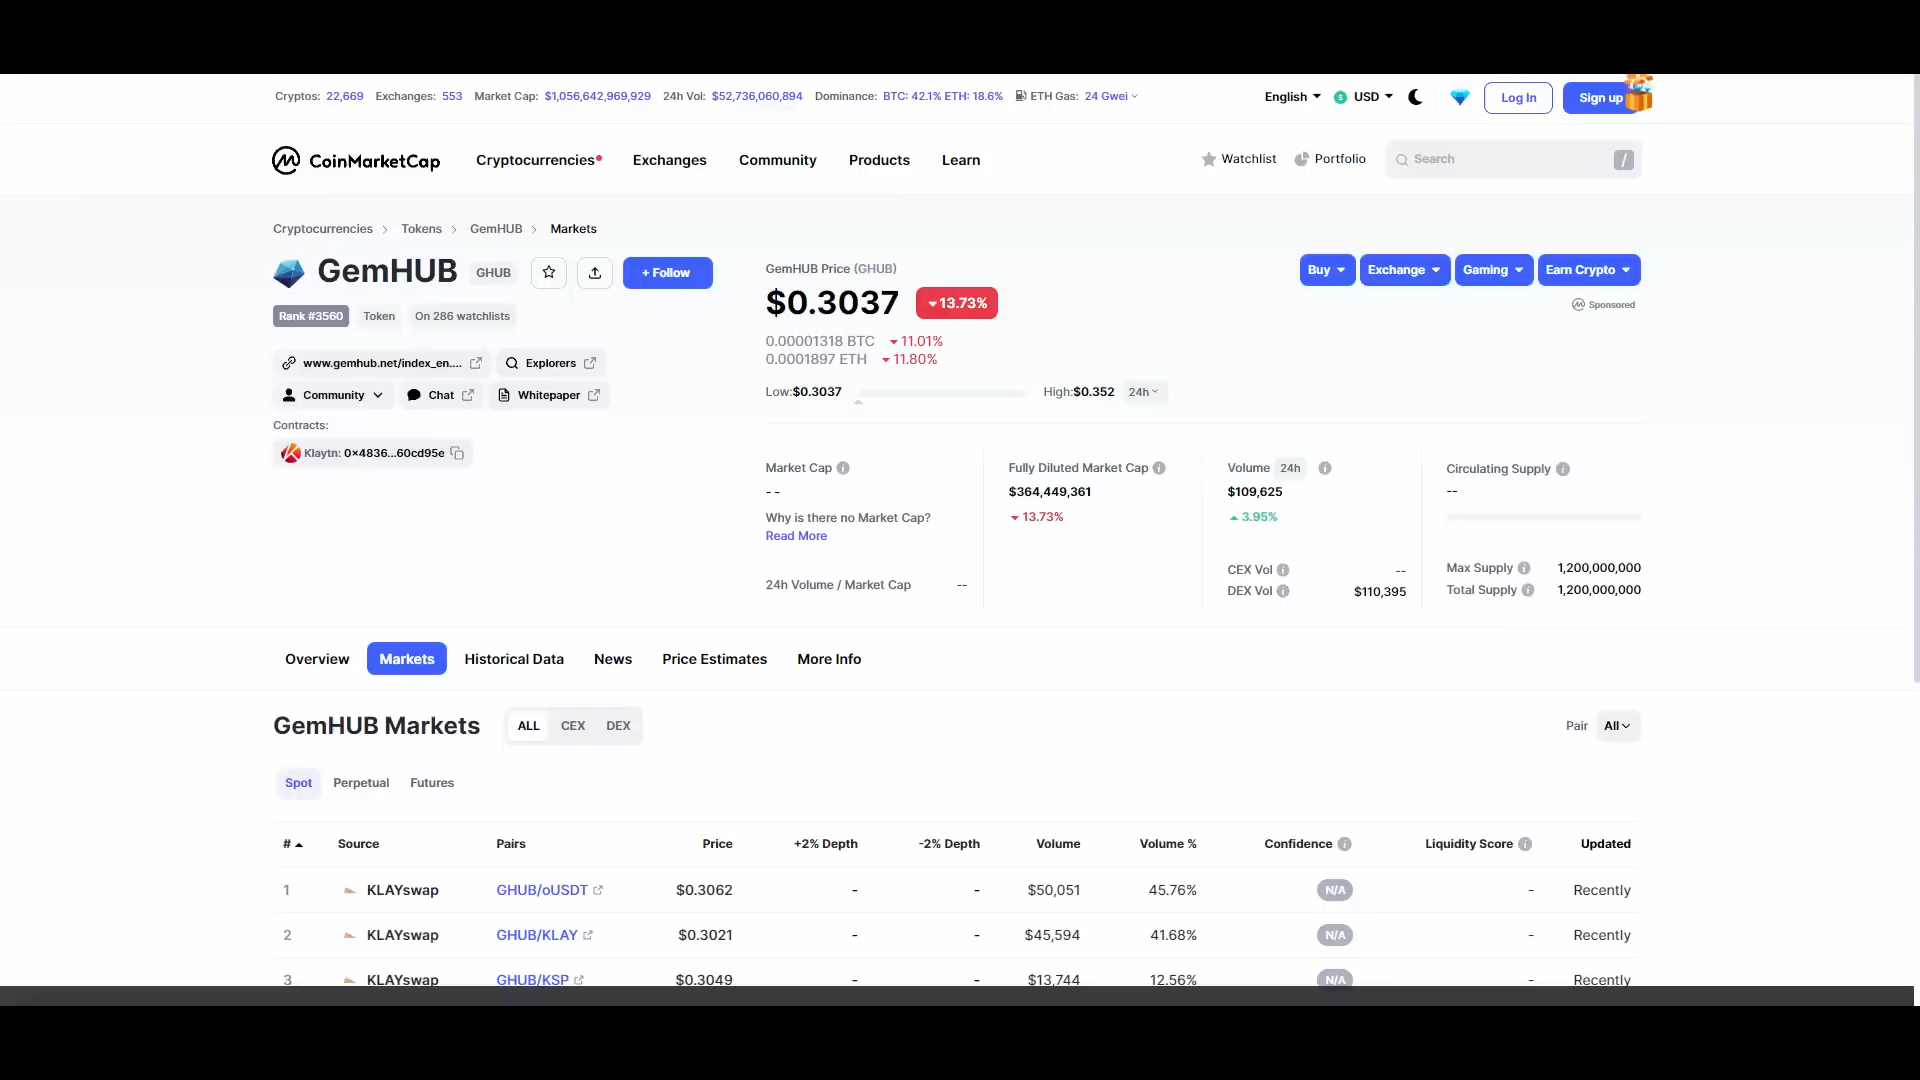 Cryptos: 22,669 Exchanges: 553 Market Cap: $1,056,642,969,929 24h Vol: $52,736,060,894 Dominance: BTC: 42.1% ETH: 18.6% ETH Gas: 24 Gwei English USD Log In Sign up
CoinMarketCap Cryptocurrencies Exchanges Community Products Learn Watchlist Portfolio Search /
Cryptocurrencies > Tokens > GemHUB > Markets
GemHUB GHUB + Follow
Rank #3560 Token On 286 watchlists
www.gemhub.net/index_en.... Explorers
Community Chat Whitepaper
Contracts:
Klaytn: 0x4836...60cd95e
GemHUB Price (GHUB)
$0.3037 13.73%
0.00001318 BTC 11.01%
0.0001897 ETH 11.80%
Low:$0.3037 High:$0.352 24h
Buy Exchange Gaming Earn Crypto
Sponsored
Market Cap
- -
Why is there no Market Cap?
Read More
24h Volume / Market Cap --
Fully Diluted Market Cap
$364,449,361
13.73%
Volume 24h
$109,625
3.95%
CEX Vol --
DEX Vol $110,395
Circulating Supply
--
Max Supply 1,200,000,000
Total Supply 1,200,000,000
Overview Markets Historical Data News Price Estimates More Info
GemHUB Markets ALL CEX DEX Pair All
Spot Perpetual Futures
# Source Pairs Price +2% Depth -2% Depth Volume Volume % Confidence Liquidity Score Updated
1 KLAYswap GHUB/oUSDT $0.3062 - - $50,051 45.76% N/A - Recently
2 KLAYswap GHUB/KLAY $0.3021 - - $45,594 41.68% N/A - Recently
3 KLAYswap GHUB/KSP $0.3049 - - $13,744 12.56% N/A - Recently